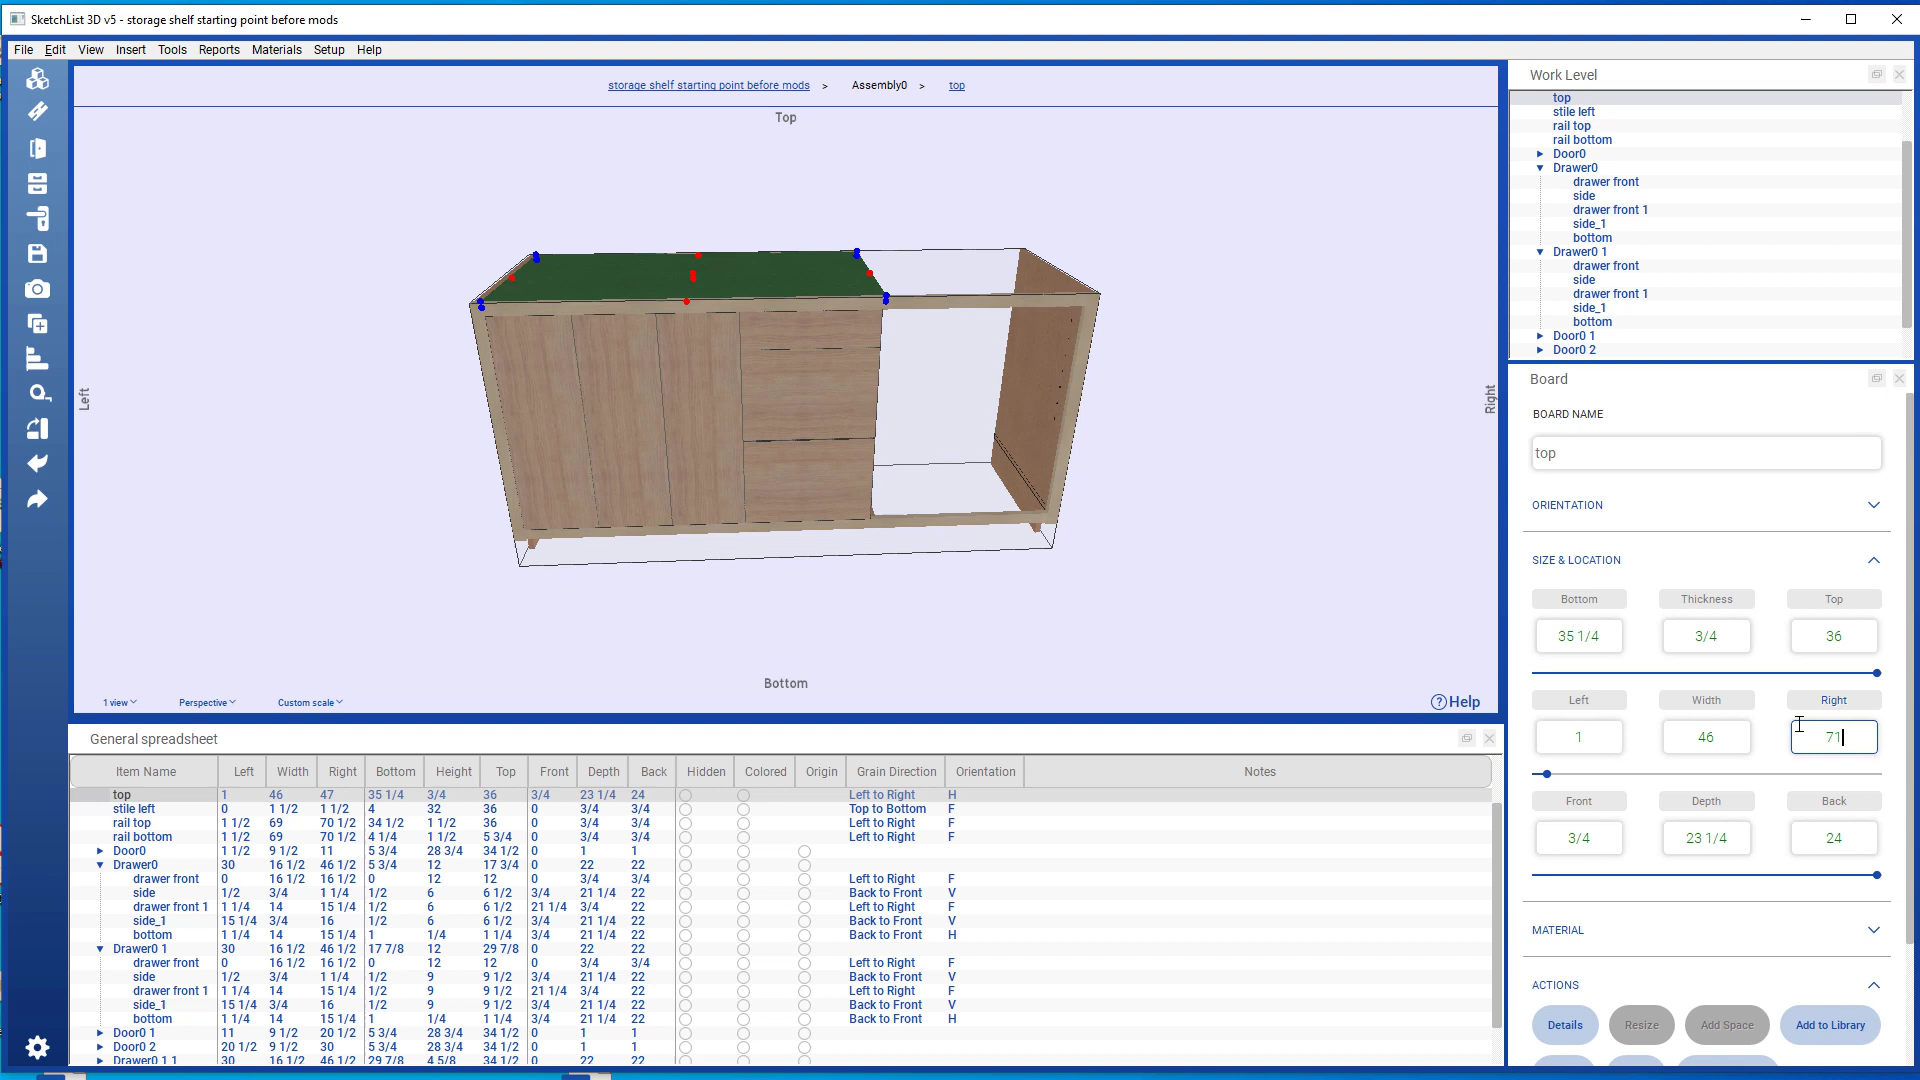 SketchList 3D v5 - storage shelf starting point before mods
File Edit View Insert Tools Reports Materials Setup Help
storage shelf starting point before mods > Assembly0 > top
Top
Left
Right
Bottom
1 view Perspective Custom scale
Help
Work Level
top
stile left
rail top
rail bottom
Door0
Drawer0
drawer front
side
drawer front 1
side_1
bottom
Drawer0 1
drawer front
side
drawer front 1
side_1
bottom
Door0 1
Door0 2
Board
BOARD NAME
top
ORIENTATION
SIZE & LOCATION
Bottom Thickness Top
35 1/4 3/4 36
Left Width Right
1 46 71
Front Depth Back
3/4 23 1/4 24
MATERIAL
ACTIONS
Details Resize Add Space Add to Library
General spreadsheet
Item Name Left Width Right Bottom Height Top Front Depth Back Hidden Colored Origin Grain Direction Orientation Notes
top 1 46 47 35 1/4 3/4 36 3/4 23 1/4 24 Left to Right H
stile left 0 1 1/2 1 1/2 4 32 36 0 3/4 3/4 Top to Bottom F
rail top 1 1/2 69 70 1/2 34 1/2 1 1/2 36 0 3/4 3/4 Left to Right F
rail bottom 1 1/2 69 70 1/2 4 1/4 1 1/2 5 3/4 0 3/4 3/4 Left to Right F
Door0 1 1/2 9 1/2 11 5 3/4 28 3/4 34 1/2 0 1 1
Drawer0 30 16 1/2 46 1/2 5 3/4 12 17 3/4 0 22 22
drawer front 0 16 1/2 16 1/2 0 12 12 0 3/4 3/4 Left to Right F
side 1/2 3/4 1 1/4 1/2 6 6 1/2 3/4 21 1/4 22 Back to Front V
drawer front 1 1 1/4 14 15 1/4 1/2 6 6 1/2 21 1/4 3/4 22 Left to Right F
side_1 15 1/4 3/4 16 1/2 6 6 1/2 3/4 21 1/4 22 Back to Front V
bottom 1 1/4 14 15 1/4 1 1/4 1 1/4 3/4 21 1/4 22 Back to Front H
Drawer0 1 30 16 1/2 46 1/2 17 7/8 12 29 7/8 0 22 22
drawer front 0 16 1/2 16 1/2 0 12 12 0 3/4 3/4 Left to Right F
side 1/2 3/4 1 1/4 1/2 9 9 1/2 3/4 21 1/4 22 Back to Front V
drawer front 1 1 1/4 14 15 1/4 1/2 9 9 1/2 21 1/4 3/4 22 Left to Right F
side_1 15 1/4 3/4 16 1/2 9 9 1/2 3/4 21 1/4 22 Back to Front V
bottom 1 1/4 14 15 1/4 1 1/4 1 1/4 3/4 21 1/4 22 Back to Front H
Door0 1 11 9 1/2 20 1/2 5 3/4 28 3/4 34 1/2 0 1 1
Door0 2 20 1/2 9 1/2 30 5 3/4 28 3/4 34 1/2 0 1 1
Drawer0 1 1 30 16 1/2 46 1/2 29 7/8 4 5/8 34 1/2 0 22 22